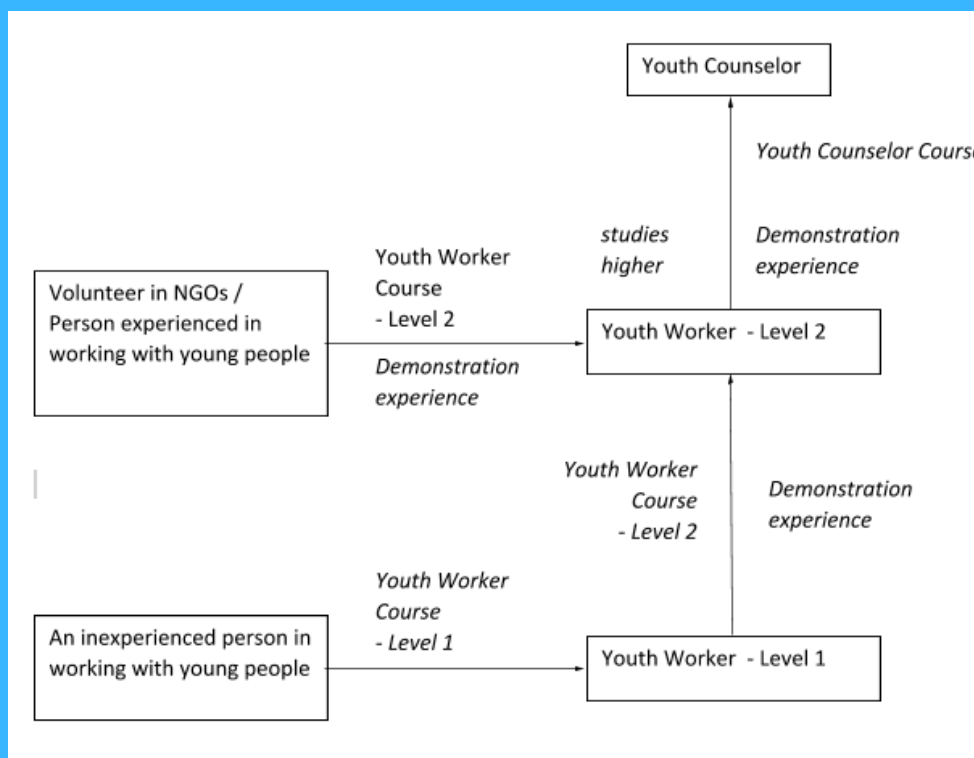 Youth Counselor
Youth Counselor Course
studies
higher
Demonstration
experience
Youth Worker
Course
- Level 2
Demonstration
experience
Volunteer in NGOs /
Person experienced in
working with young people
Youth Worker - Level 2
Youth Worker
Course
- Level 2
Demonstration
experience
Youth Worker
Course
- Level 1
An inexperienced person in
working with young people
Youth Worker - Level 1